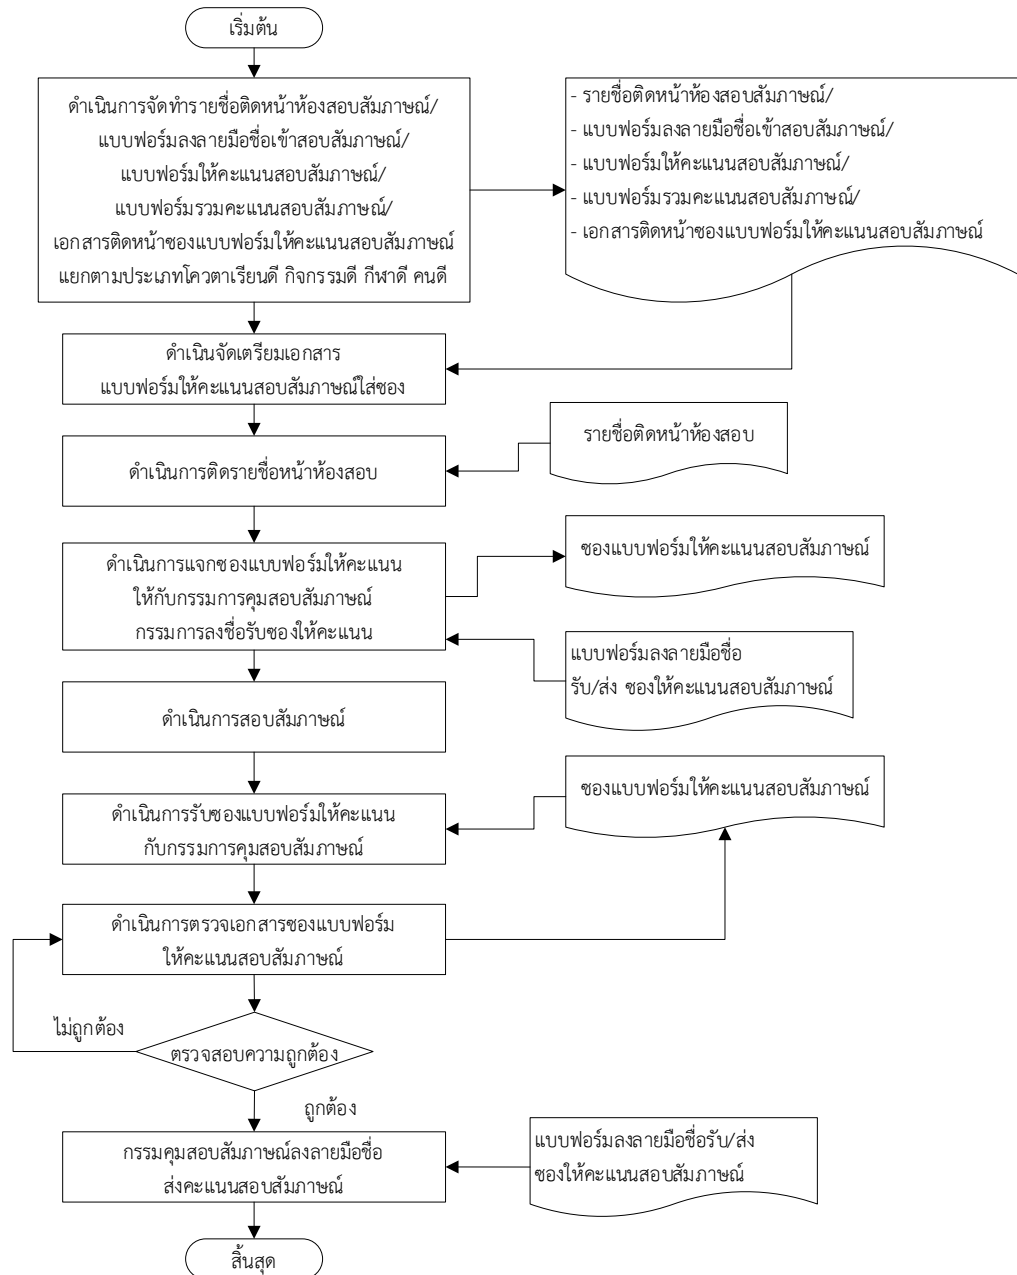 เริ่มต้น
ดำเนินการจัดทำรายชื่อติดหน้าห้องสอบสัมภาษณ์/
แบบฟอร์มลงลายมือชื่อเข้าสอบสัมภาษณ์/
แบบฟอร์มให้คะแนนสอบสัมภาษณ์/
แบบฟอร์มรวมคะแนนสอบสัมภาษณ์/
เอกสารติดหน้าซองแบบฟอร์มให้คะแนนสอบสัมภาษณ์
แยกตามประเภทโควตาเรียนดี กิจกรรมดี กีฬาดี คนดี
- รายชื่อติดหน้าห้องสอบสัมภาษณ์/
- แบบฟอร์มลงลายมือชื่อเข้าสอบสัมภาษณ์/
- แบบฟอร์มให้คะแนนสอบสัมภาษณ์/
- แบบฟอร์มรวมคะแนนสอบสัมภาษณ์/
- เอกสารติดหน้าซองแบบฟอร์มให้คะแนนสอบสัมภาษณ์
ดำเนินจัดเตรียมเอกสาร
แบบฟอร์มให้คะแนนสอบสัมภาษณ์ใส่ซอง
รายชื่อติดหน้าห้องสอบ
ดำเนินการติดรายชื่อหน้าห้องสอบ
ดำเนินการแจกซองแบบฟอร์มให้คะแนน
ให้กับกรรมการคุมสอบสัมภาษณ์
กรรมการลงชื่อรับซองให้คะแนน
ซองแบบฟอร์มให้คะแนนสอบสัมภาษณ์
แบบฟอร์มลงลายมือชื่อ
รับ/ส่ง ซองให้คะแนนสอบสัมภาษณ์
ดำเนินการสอบสัมภาษณ์
ซองแบบฟอร์มให้คะแนนสอบสัมภาษณ์
ดำเนินการรับซองแบบฟอร์มให้คะแนน
กับกรรมการคุมสอบสัมภาษณ์
ดำเนินการตรวจเอกสารซองแบบฟอร์ม
ให้คะแนนสอบสัมภาษณ์
ไม่ถูกต้อง
ตรวจสอบความถูกต้อง
ถูกต้อง
กรรมคุมสอบสัมภาษณ์ลงลายมือชื่อ
ส่งคะแนนสอบสัมภาษณ์
แบบฟอร์มลงลายมือชื่อรับ/ส่ง
ซองให้คะแนนสอบสัมภาษณ์
สิ้นสุด